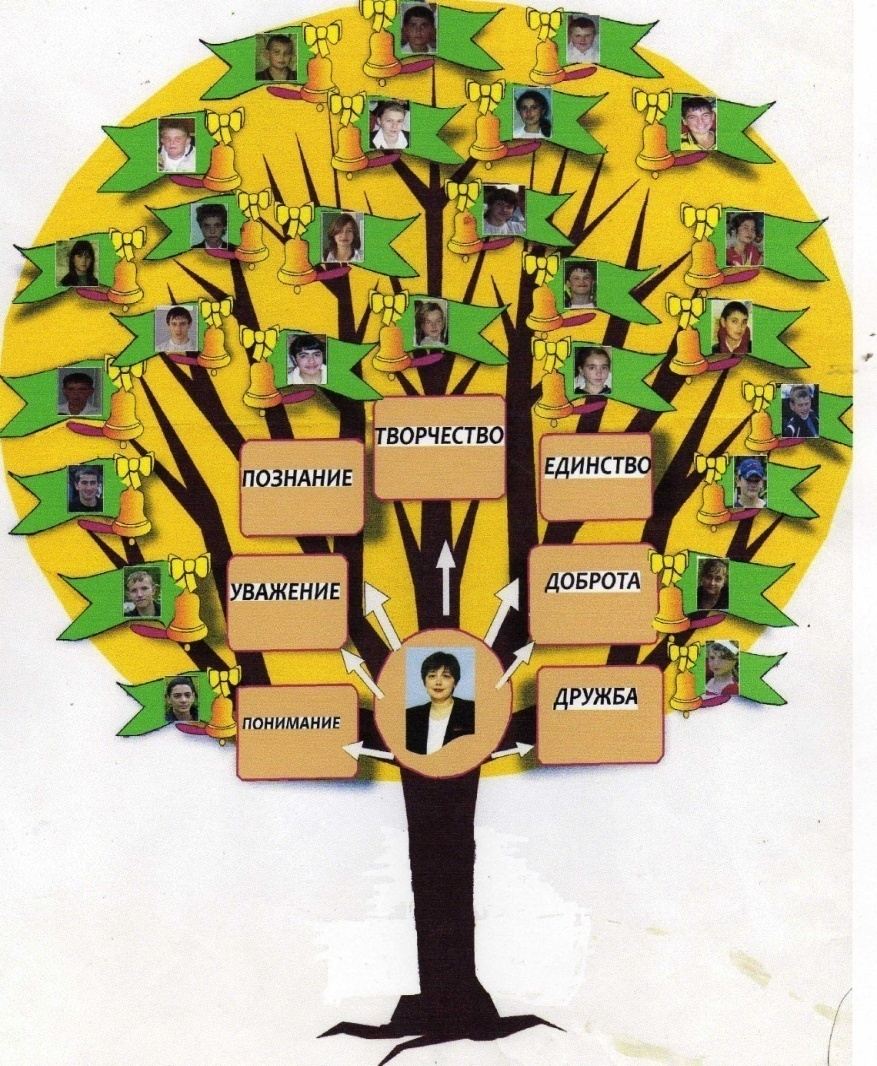 ТВОРЧЕСТВО
ПОЗНАНИЕ
ЕДИНСТВО
УВАЖЕНИЕ
ДОБРОТА
ПОНИМАНИЕ
ДРУЖБА